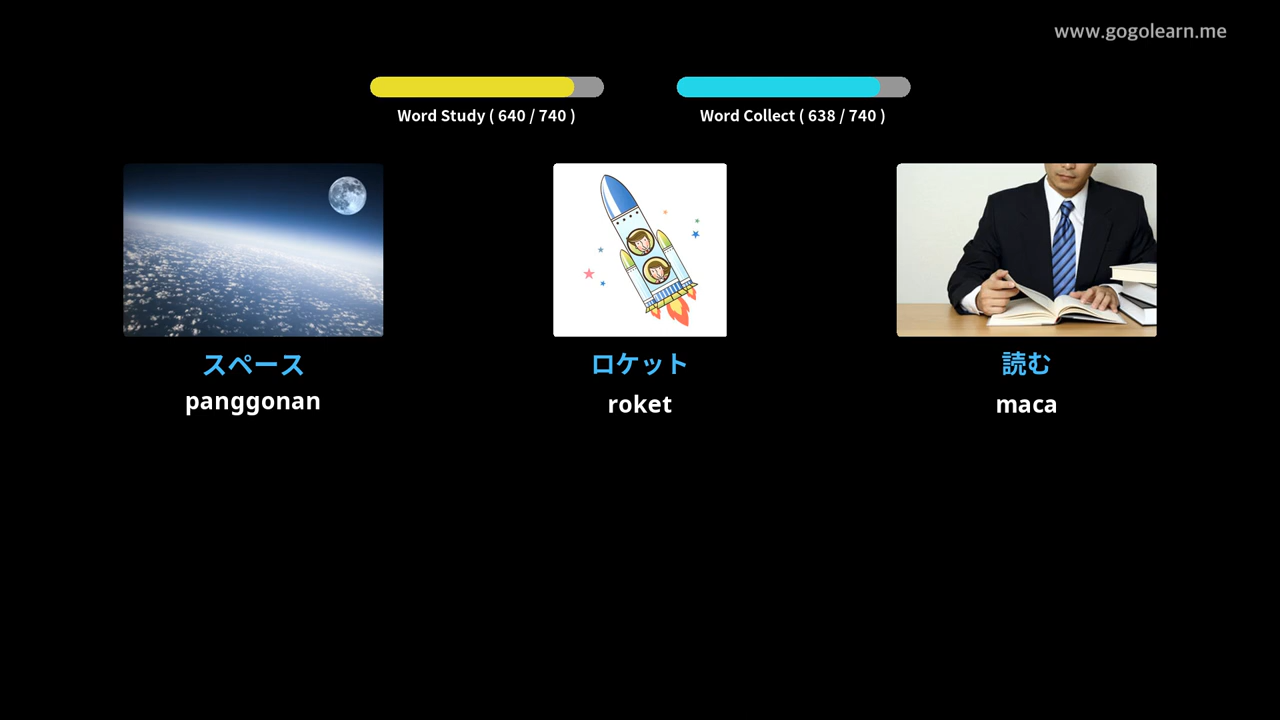 www.gogolearn.me
Word Study ( 640 / 740 )
Word Collect ( 638 / 740 )
スペース
ロケット
読む
panggonan
roket
maca